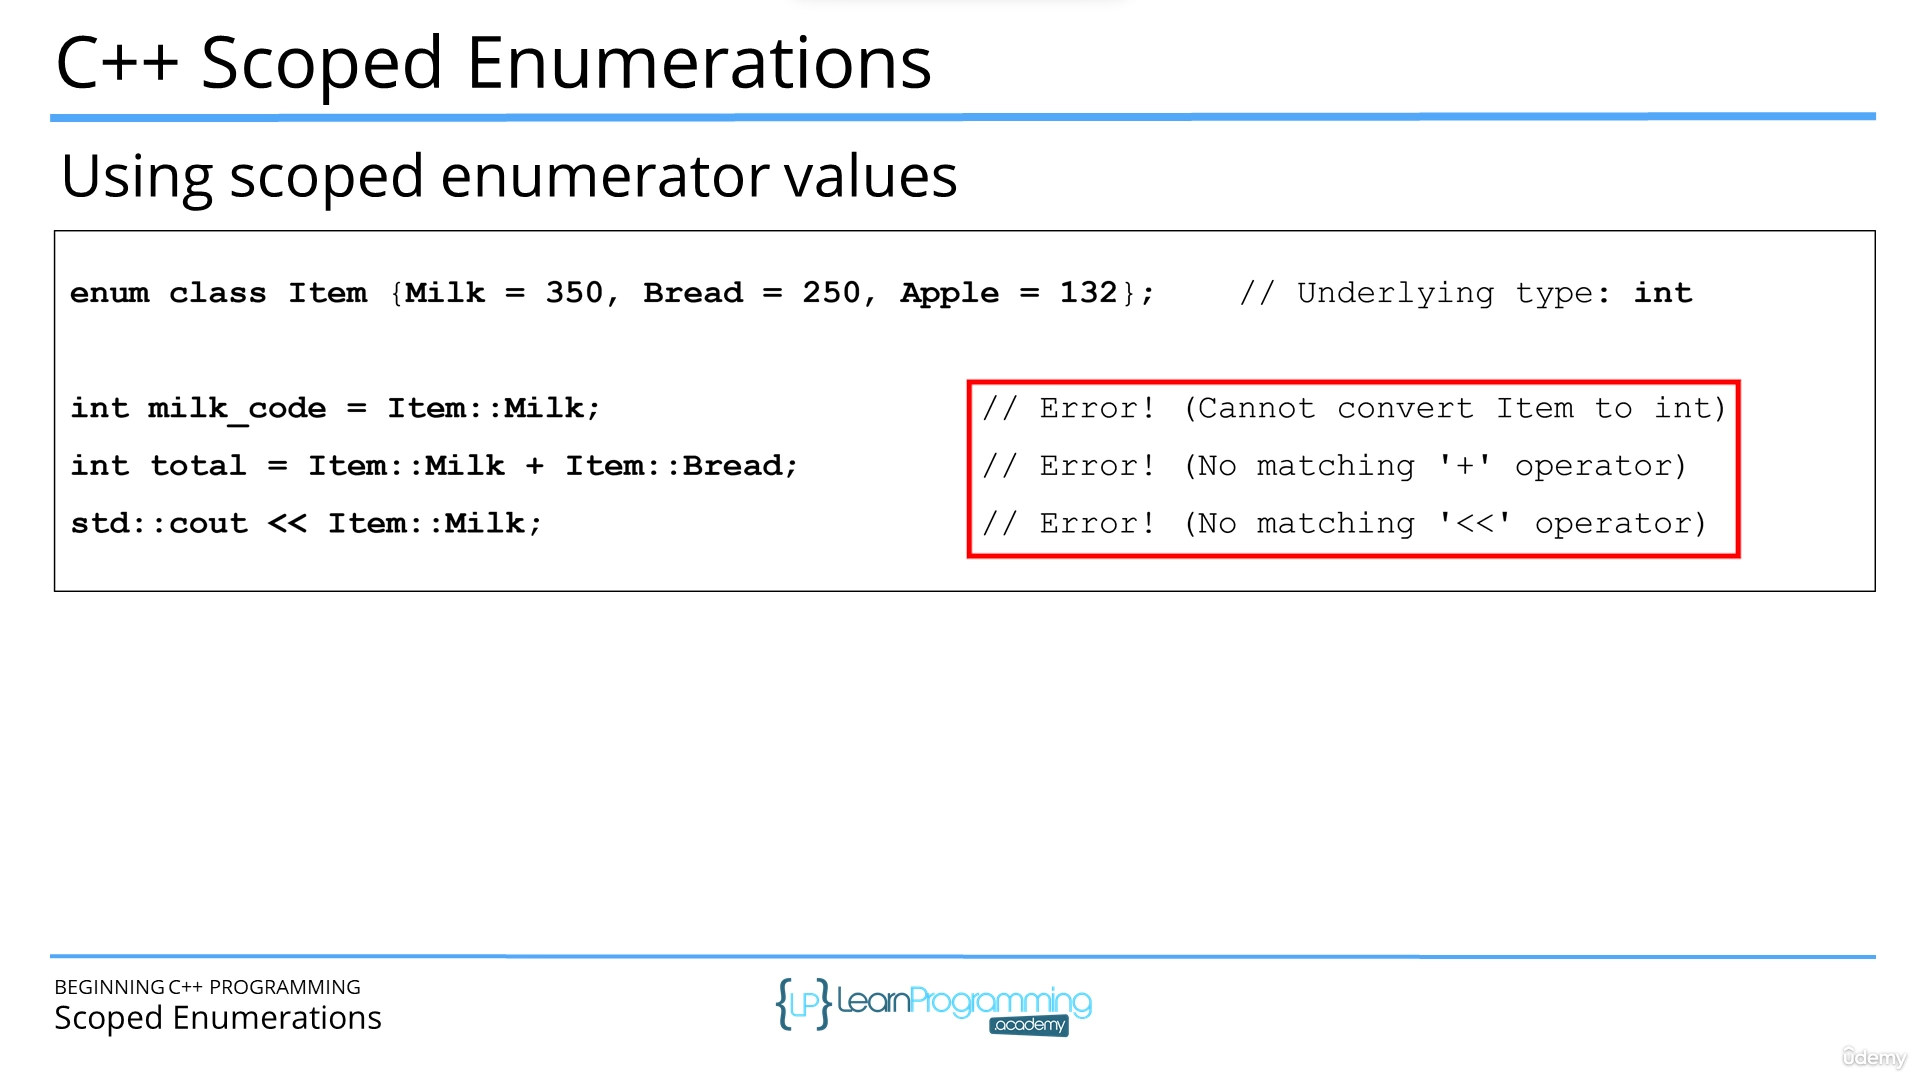 C++ Scoped Enumerations
Using scoped enumerator values
enum class Item {Milk = 350, Bread = 250, Apple = 132}; // Underlying type: int
int milk_code = Item::Milk; // Error! (Cannot convert Item to int)
int total = Item::Milk + Item::Bread; // Error! (No matching '+' operator)
std::cout << Item::Milk; // Error! (No matching '<<' operator)
BEGINNING C++ PROGRAMMING
Scoped Enumerations
{LP} LearnProgramming
.academy
ûdemy